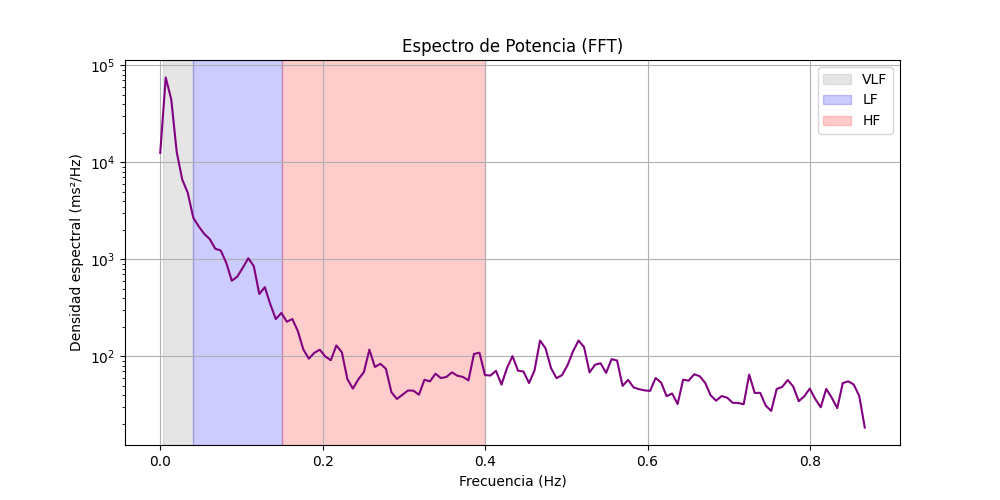 Espectro de Potencia (FFT)
Densidad espectral (ms²/Hz)
10⁵
10⁴
10³
10²
VLF
LF
HF
0.0 0.2 0.4 0.6 0.8
Frecuencia (Hz)